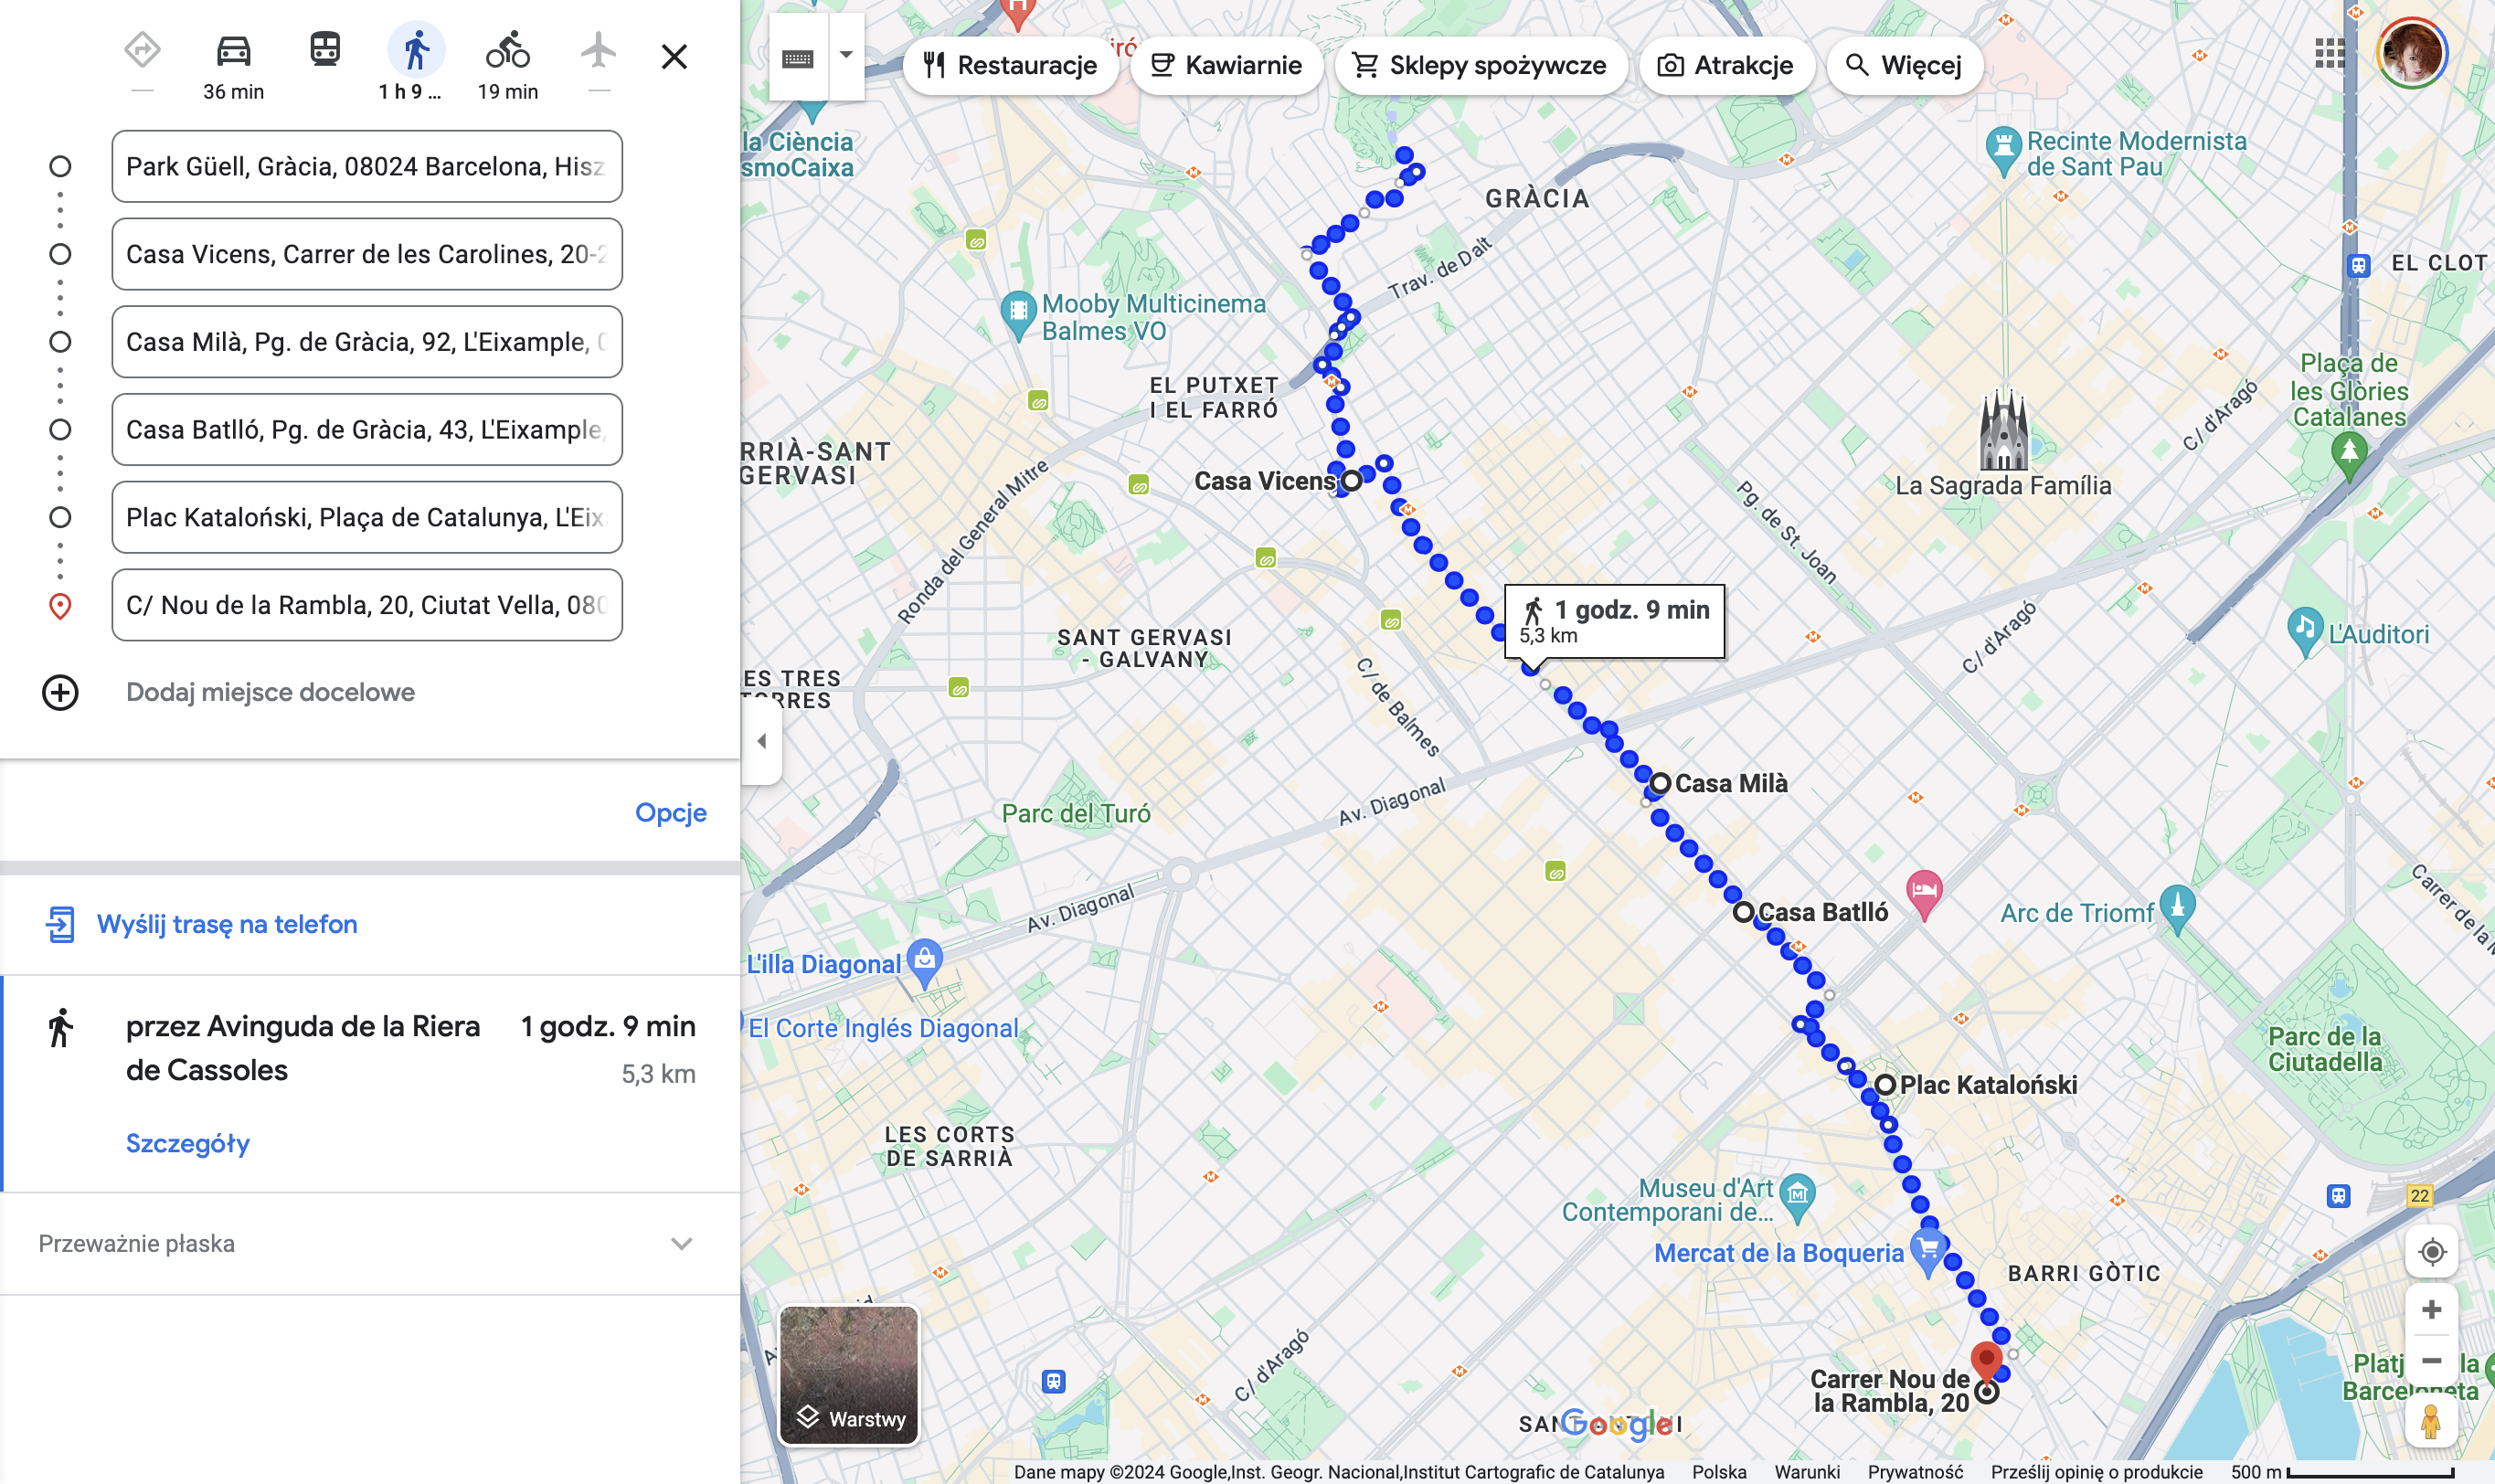 36 min
1 h 9 ...
19 min
Park Güell, Gràcia, 08024 Barcelona, Hisz
Casa Vicens, Carrer de les Carolines, 20-2
Casa Milà, Pg. de Gràcia, 92, L'Eixample, 0
Casa Batlló, Pg. de Gràcia, 43, L'Eixample,
Plac Kataloński, Plaça de Catalunya, L'Eix
C/ Nou de la Rambla, 20, Ciutat Vella, 080
Dodaj miejsce docelowe
Opcje
Wyślij trasę na telefon
przez Avinguda de la Riera
de Cassoles
1 godz. 9 min
5,3 km
Szczegóły
Przeważnie płaska
Restauracje
Kawiarnie
Sklepy spożywcze
Atrakcje
Więcej
la Ciència
smoCaixa
Recinte Modernista
de Sant Pau
GRÀCIA
EL CLOT
Trav. de Dalt
Mooby Multicinema
Balmes VO
EL PUTXET
I EL FARRÓ
Plaça de
les Glòries
Catalanes
C/ d'Aragó
RRIÀ-SANT
GERVASI
Ronda del General Mitre
Casa Vicens
La Sagrada Família
Pg. de St. Joan
1 godz. 9 min
5,3 km
C/ d'Aragó
L'Auditori
SANT GERVASI
- GALVANY
ES TRES
TORRES
C/ de Balmes
Casa Milà
Av. Diagonal
Parc del Turó
Av. Diagonal
Casa Batlló
Arc de Triomf
Carrer de la M
L'illa Diagonal
El Corte Inglés Diagonal
Parc de la
Ciutadella
Plac Kataloński
LES CORTS
DE SARRIÀ
Museu d'Art
Contemporani de...
22
Mercat de la Boqueria
BARRI GÒTIC
C/ d'Aragó
Carrer Nou de
la Rambla, 20
Barceloneta
Warstwy
Google
Dane mapy ©2024 Google,Inst. Geogr. Nacional,Institut Cartografic de Catalunya
Polska
Warunki
Prywatność
Prześlij opinię o produkcie
500 m